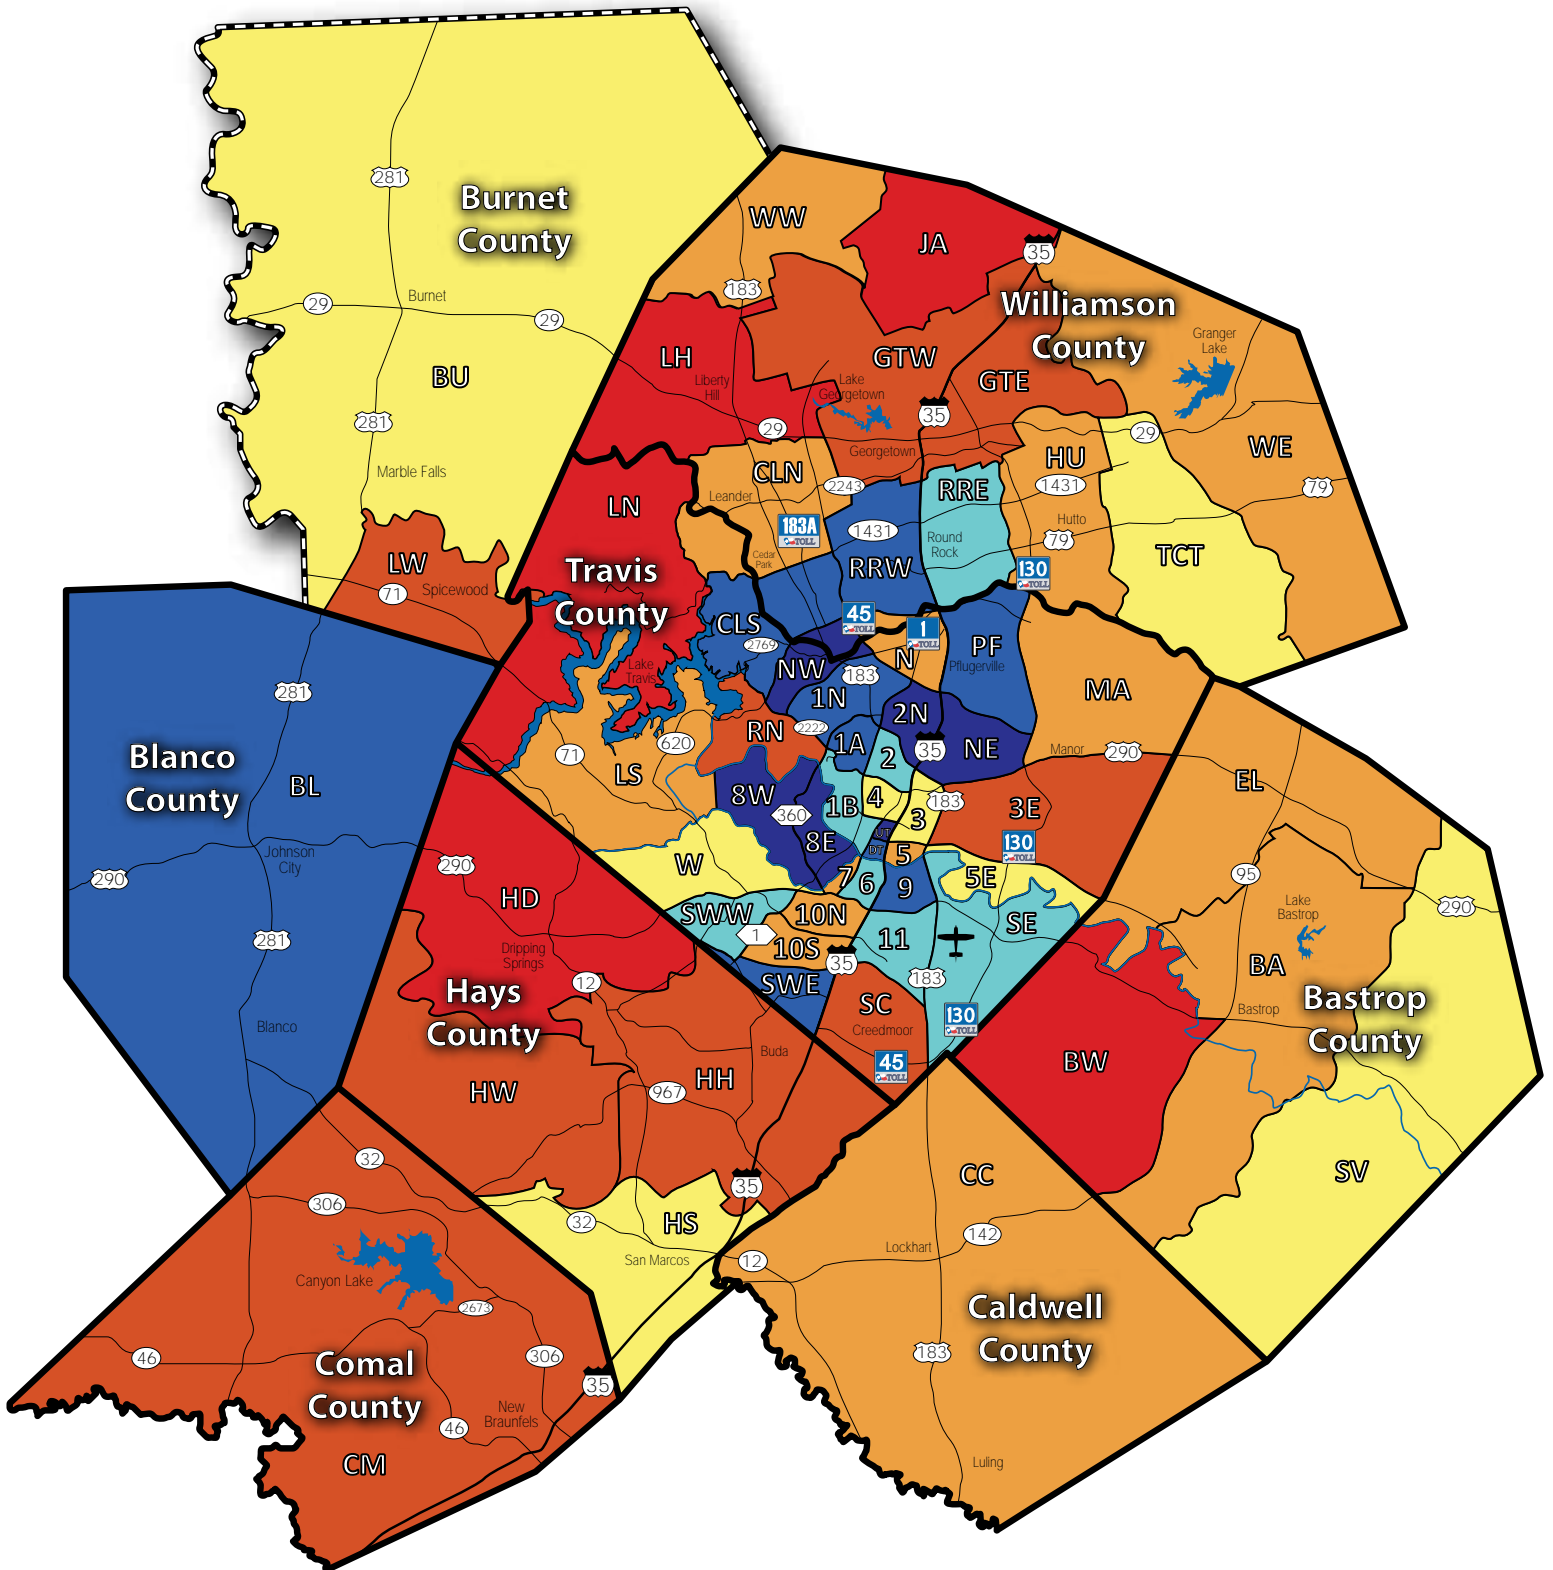 281
Burnet
County
WW
JA
35
183
Williamson
County
29
Burnet
29
Granger
Lake
LH
GTW
BU
GTE
Liberty
Hill
Lake
Georgetown
281
35
29
29
WE
Georgetown
HU
Marble Falls
CLN
2243
RRE
1431
79
Leander
LN
183A
TOLL
1431
Hutto
Round
Rock
79
TCT
Cedar
Park
LW
Travis
County
RRW
130
TOLL
71
Spicewood
45
TOLL
1
TOLL
CLS
2769
PF
Pflugerville
N
NW
Lake
Travis
183
281
1N
MA
2N
RN
2222
1A
35
NE
Manor
290
620
71
2
Blanco
County
BL
LS
8W
4
183
EL
360
1B
3
3E
UT
130
TOLL
8E
DT
5
Johnson
City
W
290
290
7
6
9
5E
95
HD
SWW
10N
SE
Lake
Bastrop
290
1
11
281
10S
Dripping
Springs
35
BA
12
SWE
183
Hays
County
SC
Bastrop
County
Bastrop
Blanco
Creedmoor
130
TOLL
Buda
45
TOLL
BW
HW
967
HH
32
CC
SV
35
306
32
HS
142
San Marcos
Lockhart
12
Canyon Lake
2673
Caldwell
County
46
Comal
County
306
183
35
New
Braunfels
46
CM
Luling